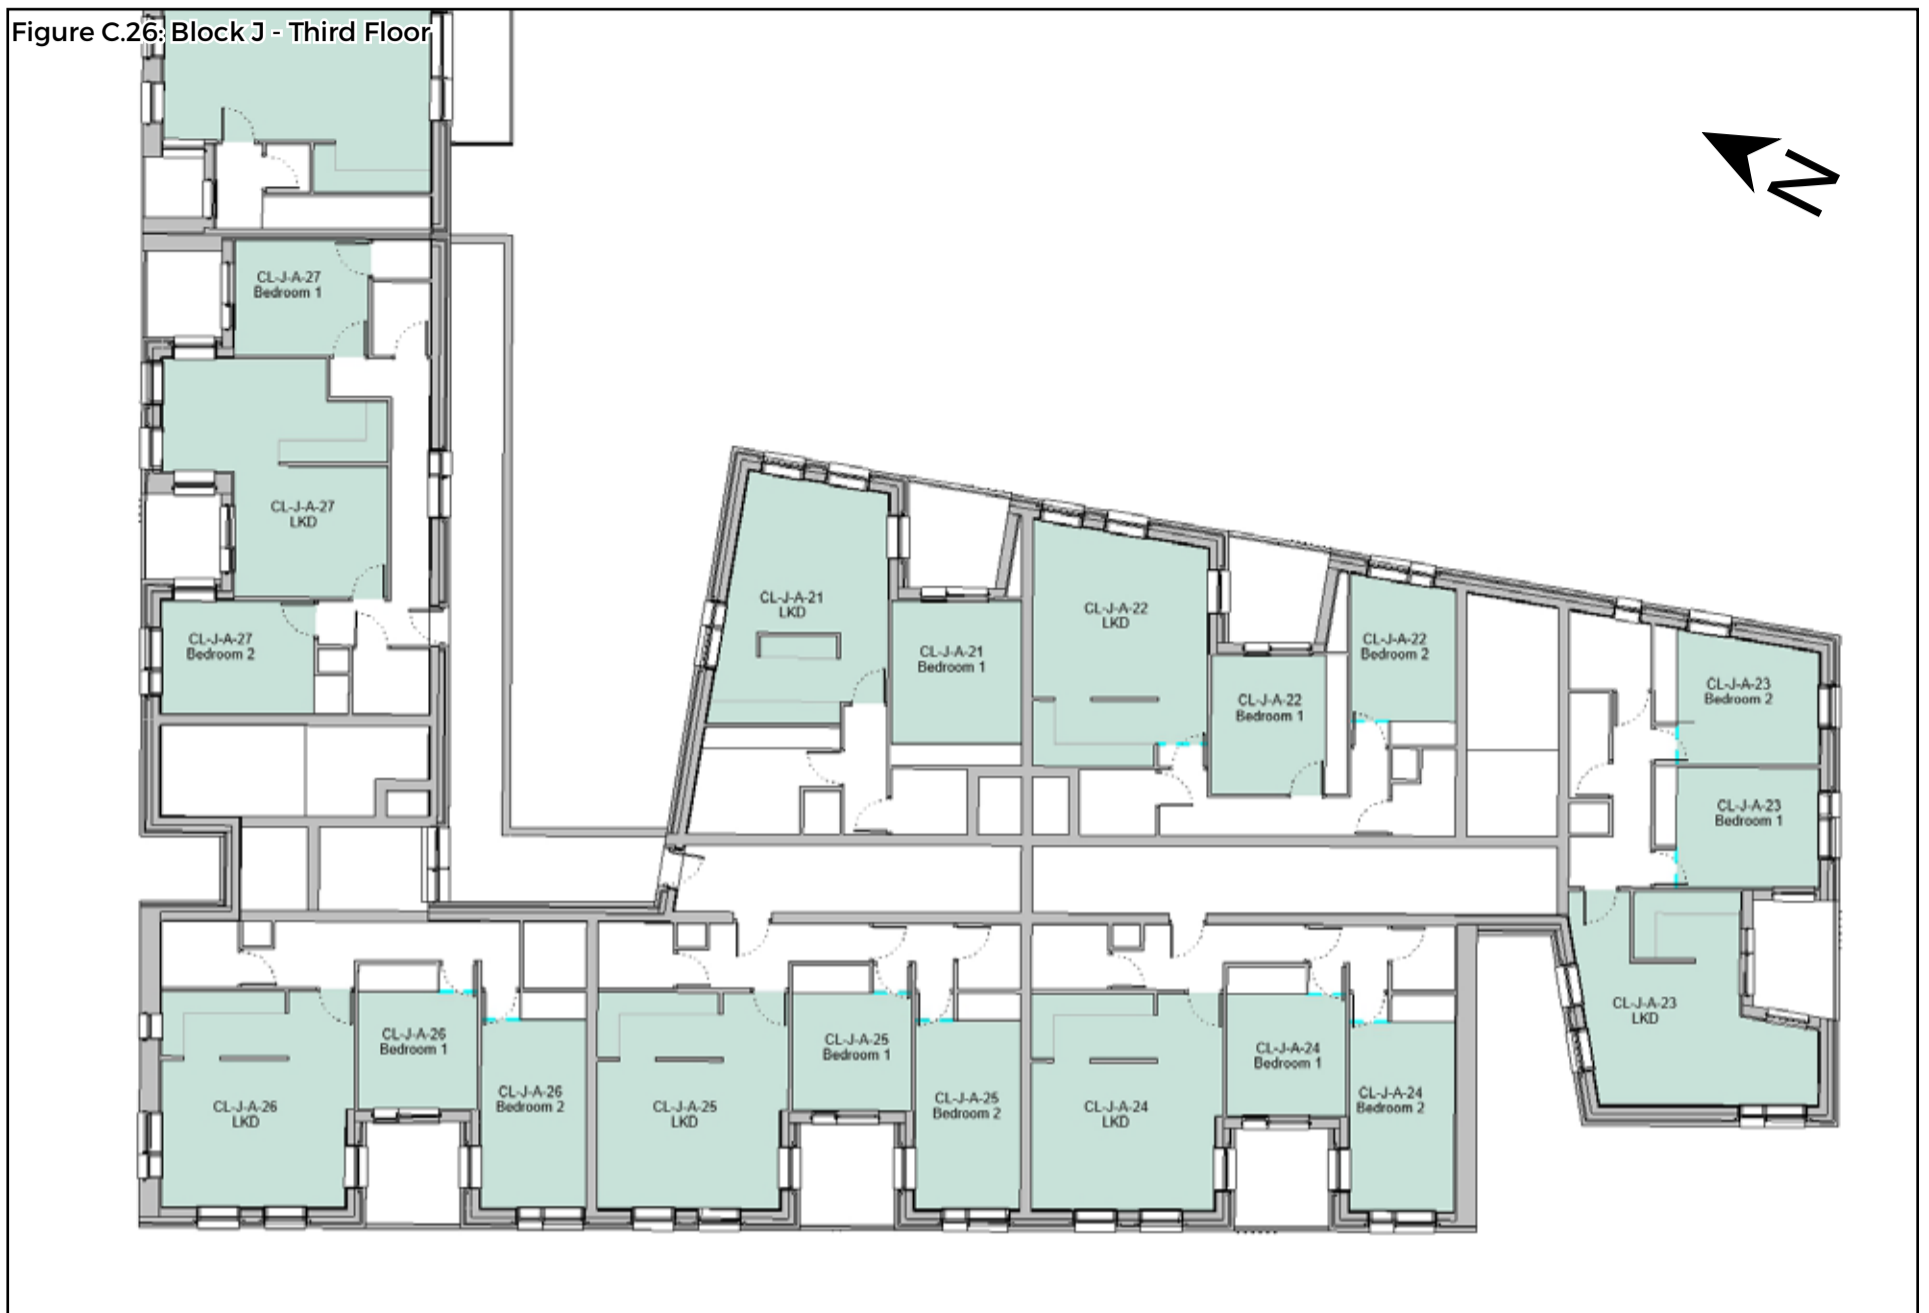 Figure C.26: Block J - Third Floor
N
CL-J-A-27
Bedroom 1
CL-J-A-27
LKD
CL-J-A-27
Bedroom 2
CL-J-A-21
LKD
CL-J-A-21
Bedroom 1
CL-J-A-22
LKD
CL-J-A-22
Bedroom 1
CL-J-A-22
Bedroom 2
CL-J-A-23
Bedroom 2
CL-J-A-23
Bedroom 1
CL-J-A-23
LKD
CL-J-A-26
LKD
CL-J-A-26
Bedroom 1
CL-J-A-26
Bedroom 2
CL-J-A-25
LKD
CL-J-A-25
Bedroom 1
CL-J-A-25
Bedroom 2
CL-J-A-24
LKD
CL-J-A-24
Bedroom 1
CL-J-A-24
Bedroom 2